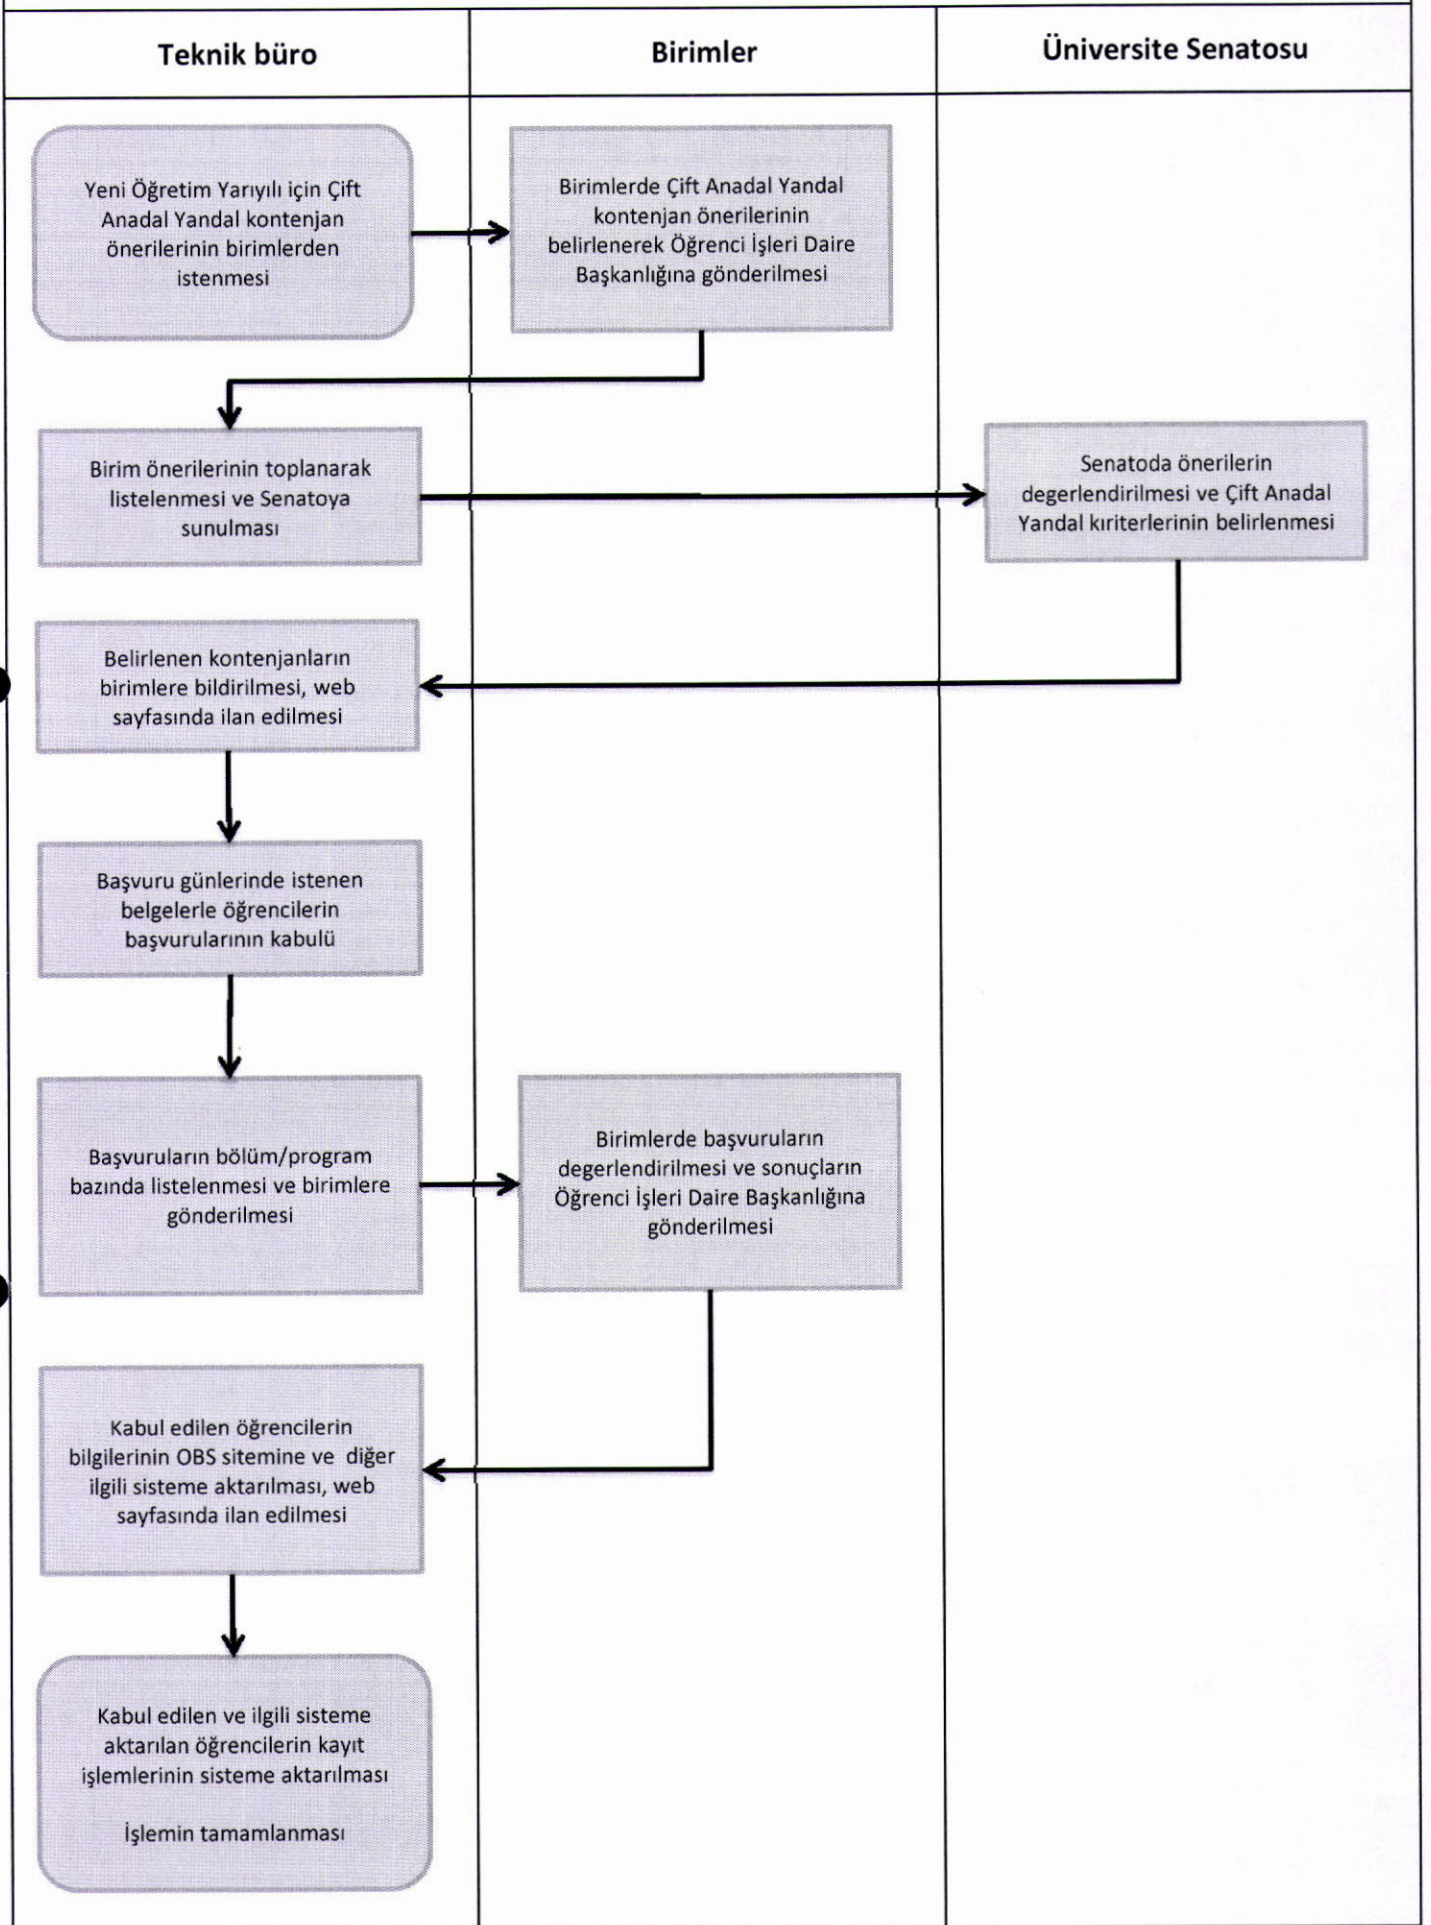 Teknik büro
Birimler
Üniversite Senatosu
Yeni Öğretim Yarıyılı için Çift
Anadal Yandal kontenjan
önerilerinin birimlerden
istenmesi
Birimlerde Çift Anadal Yandal
kontenjan önerilerinin
belirlenerek Öğrenci İşleri Daire
Başkanlığına gönderilmesi
Birim önerilerinin toplanarak
listelenmesi ve Senatoya
sunulması
Senatoda önerilerin
degerlendirilmesi ve Çift Anadal
Yandal kıriterlerinin belirlenmesi
Belirlenen kontenjanların
birimlere bildirilmesi, web
sayfasında ilan edilmesi
Başvuru günlerinde istenen
belgelerle öğrencilerin
başvurularının kabulü
Başvuruların bölüm/program
bazında listelenmesi ve birimlere
gönderilmesi
Birimlerde başvuruların
degerlendirilmesi ve sonuçların
Öğrenci İşleri Daire Başkanlığına
gönderilmesi
Kabul edilen öğrencilerin
bilgilerinin OBS sitemine ve diğer
ilgili sisteme aktarılması, web
sayfasında ilan edilmesi
Kabul edilen ve ilgili sisteme
aktarılan öğrencilerin kayıt
işlemlerinin sisteme aktarılması
İşlemin tamamlanması